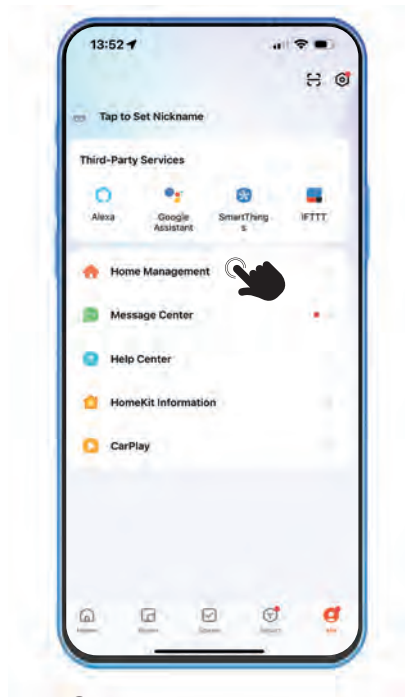 13:52
Tap to Set Nickname
Third-Party Services
Alexa
Google
Assistant
SmartThing
s
IFTTT
Home Management
Message Center
Help Center
HomeKit Information
CarPlay